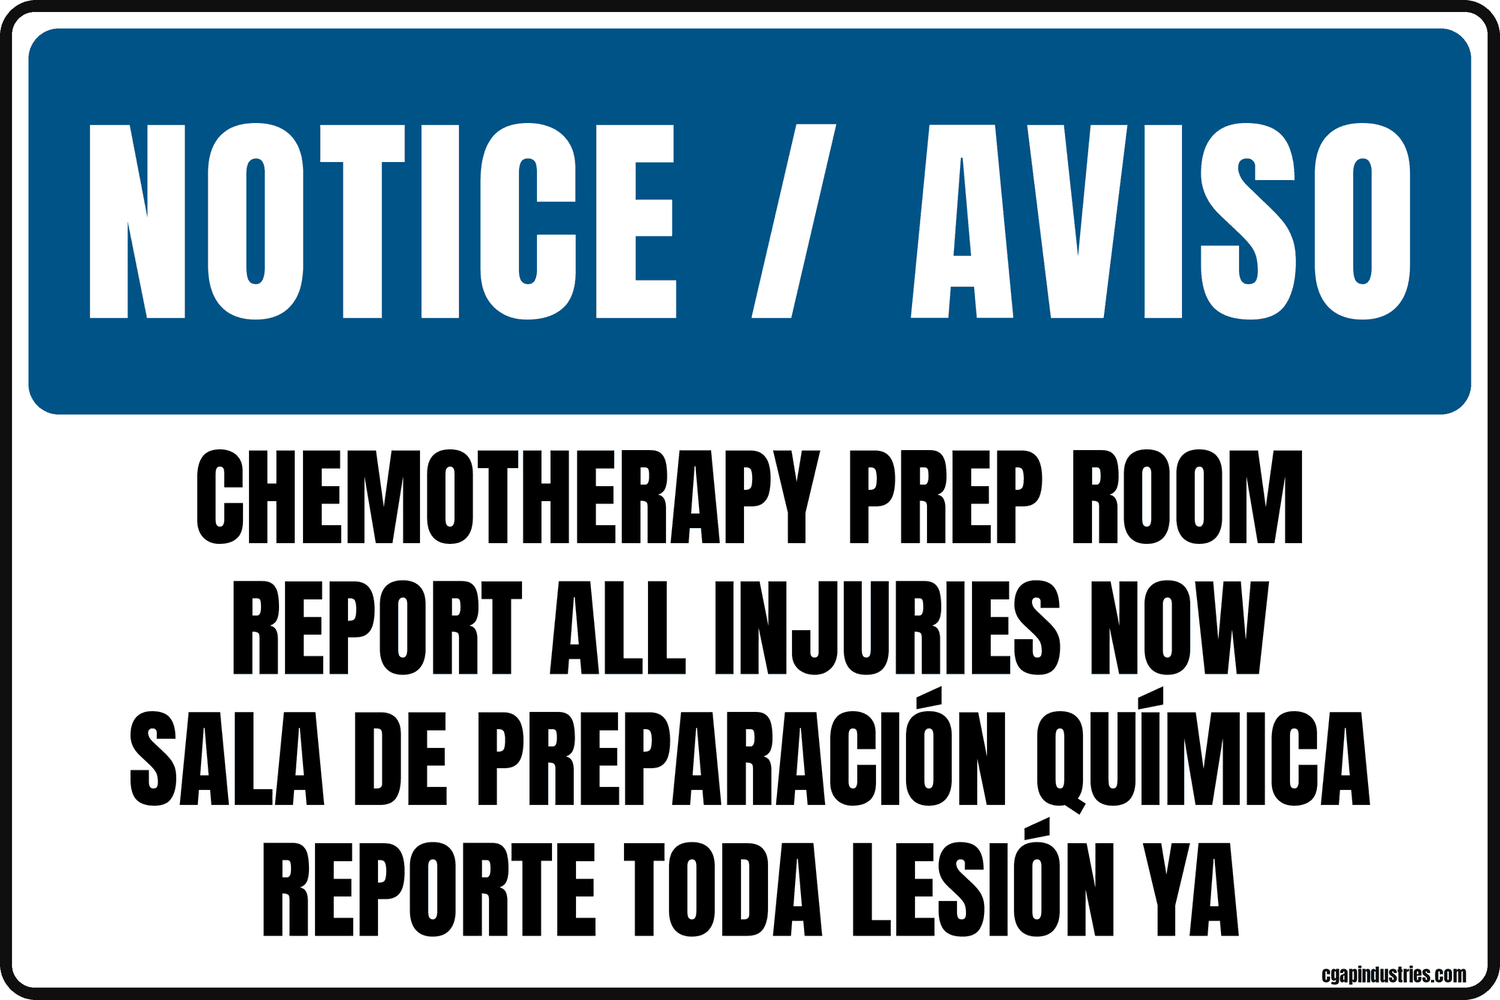 NOTICE / AVISO
CHEMOTHERAPY PREP ROOM
REPORT ALL INJURIES NOW
SALA DE PREPARACIÓN QUÍMICA
REPORTE TODA LESIÓN YA
cgapindustries.com